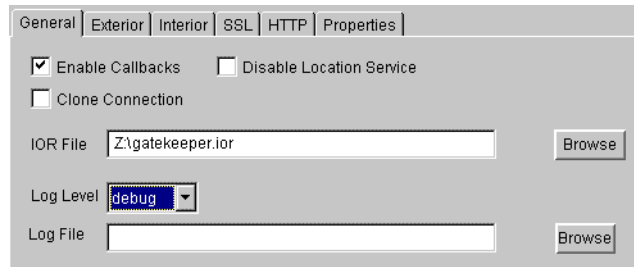 General Exterior Interior SSL HTTP Properties
Enable Callbacks Disable Location Service
Clone Connection
IOR File Z:\gatekeeper.ior Browse
Log Level debug
Log File Browse